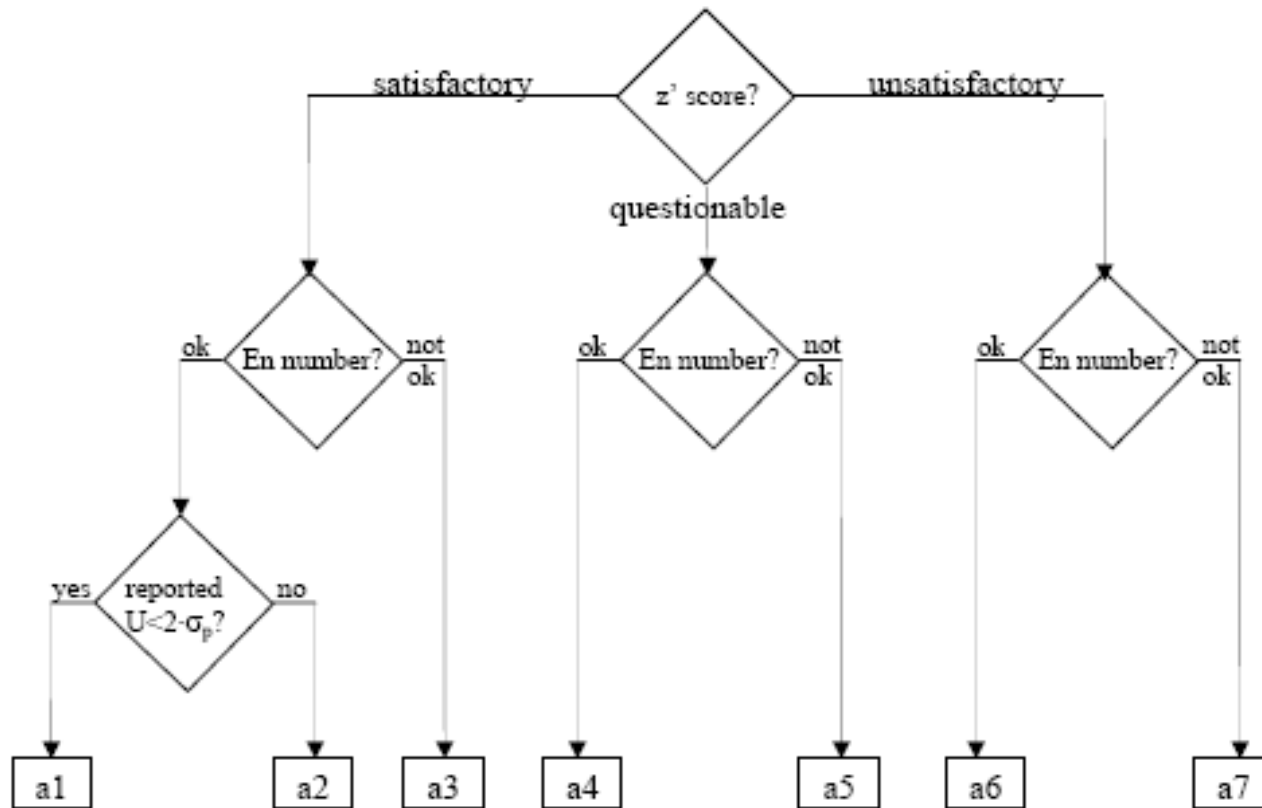 satisfactory
z’ score?
unsatisfactory
questionable
ok
En number?
not
ok
ok
En number?
not
ok
ok
En number?
not
ok
yes
reported
U<2·σp?
no
a1
a2
a3
a4
a5
a6
a7